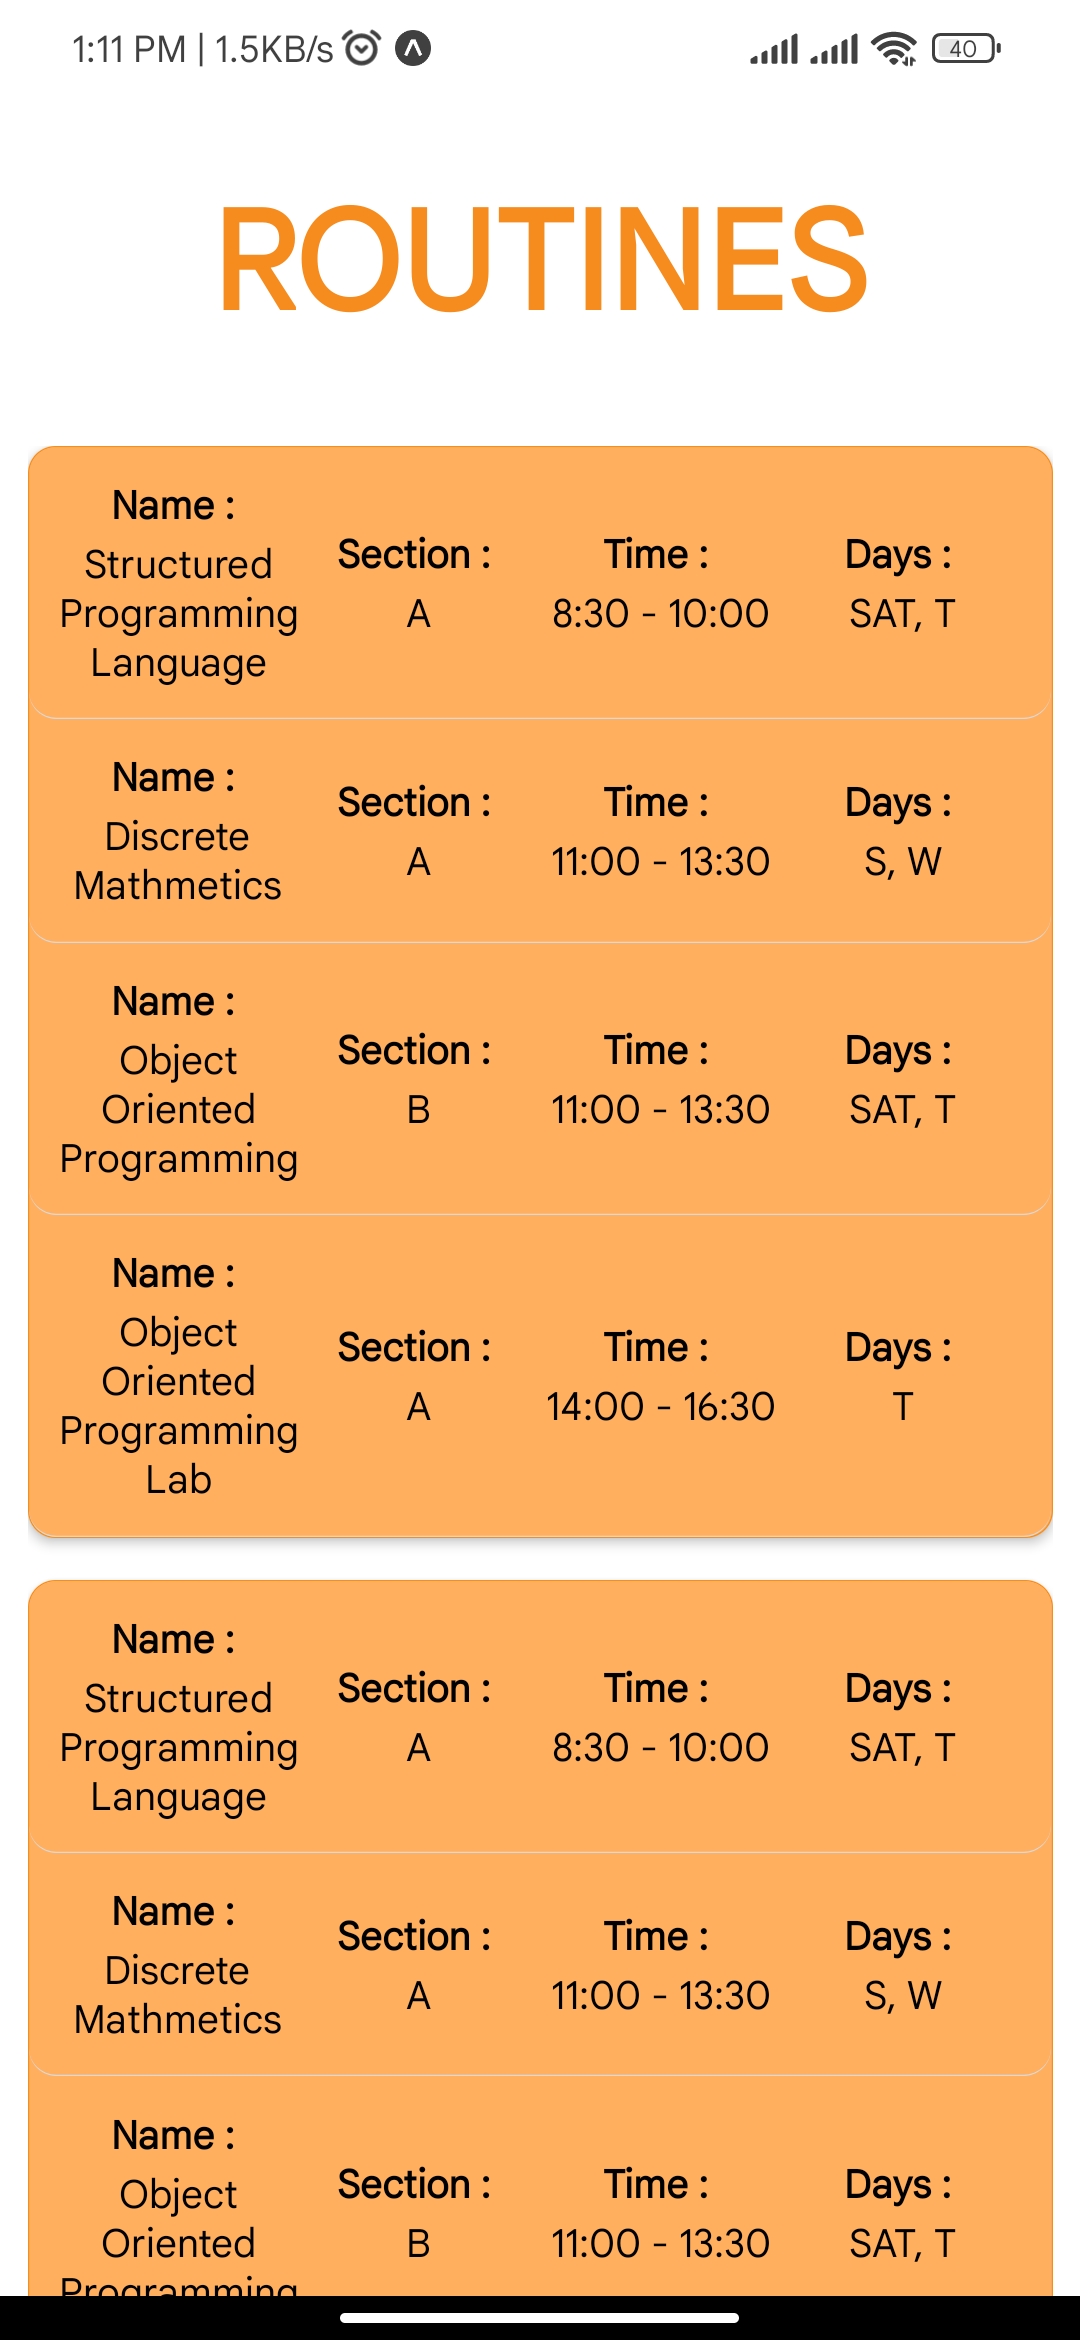 1:11 PM | 1.5KB/s
40
ROUTINES
Name :
Structured
Programming
Language
Section :
A
Time :
8:30 - 10:00
Days :
SAT, T
Name :
Discrete
Mathmetics
Section :
A
Time :
11:00 - 13:30
Days :
S, W
Name :
Object
Oriented
Programming
Section :
B
Time :
11:00 - 13:30
Days :
SAT, T
Name :
Object
Oriented
Programming
Lab
Section :
A
Time :
14:00 - 16:30
Days :
T
Name :
Structured
Programming
Language
Section :
A
Time :
8:30 - 10:00
Days :
SAT, T
Name :
Discrete
Mathmetics
Section :
A
Time :
11:00 - 13:30
Days :
S, W
Name :
Object
Oriented
Programming
Section :
B
Time :
11:00 - 13:30
Days :
SAT, T